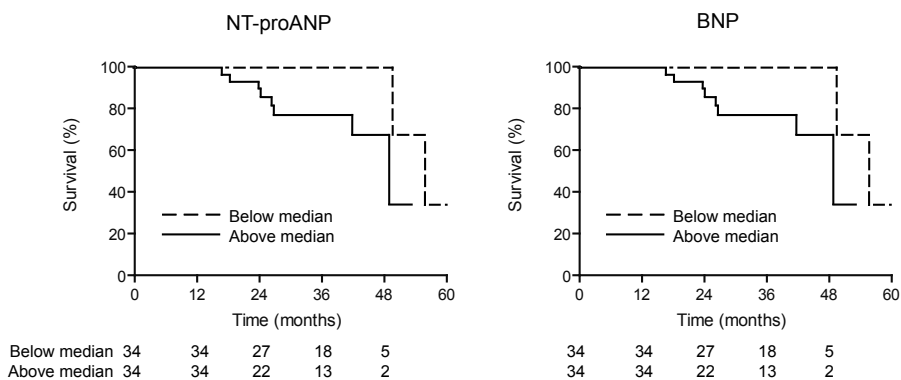 NT-proANP
BNP
100
80
60
40
20
0
Survival (%)
Below median
Above median
0 12 24 36 48 60
Time (months)
Below median 34 34 27 18 5
Above median 34 34 22 13 2
100
80
60
40
20
0
Survival (%)
Below median
Above median
0 12 24 36 48 60
Time (months)
34 34 27 18 5
34 34 22 13 2